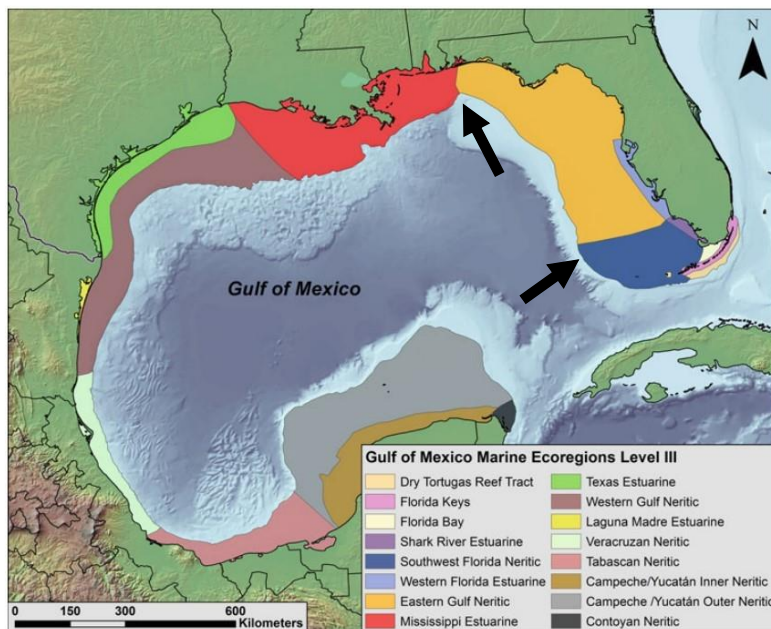 N
Gulf of Mexico
Gulf of Mexico Marine Ecoregions Level III
Dry Tortugas Reef Tract
Florida Keys
Florida Bay
Shark River Estuarine
Southwest Florida Neritic
Western Florida Estuarine
Eastern Gulf Neritic
Mississippi Estuarine
Texas Estuarine
Western Gulf Neritic
Laguna Madre Estuarine
Veracruzan Neritic
Tabascan Neritic
Campeche/Yucatán Inner Neritic
Campeche /Yucatán Outer Neritic
Contoyan Neritic
0 150 300 600
Kilometers